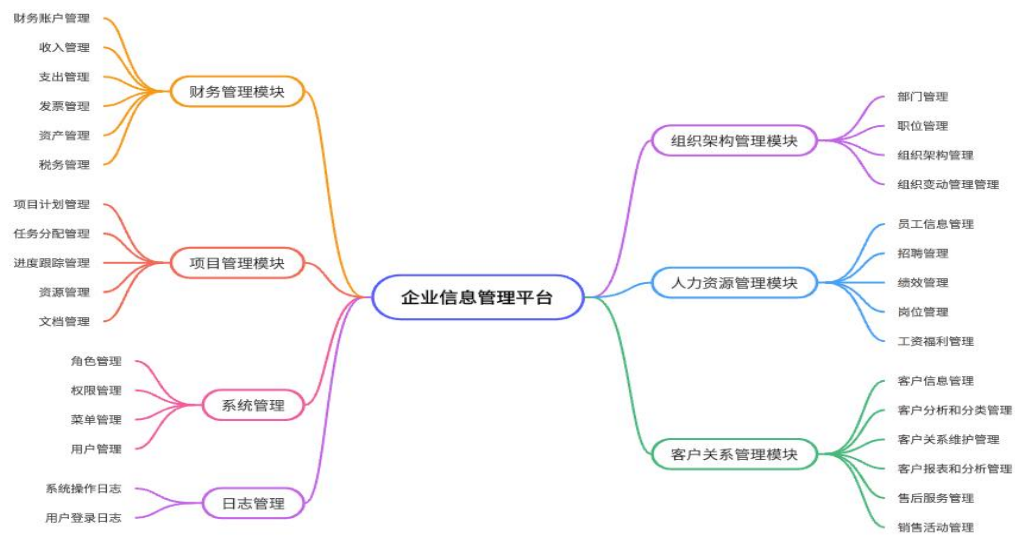 企业信息管理平台
财务管理模块
财务账户管理
收入管理
支出管理
发票管理
资产管理
税务管理
项目管理模块
项目计划管理
任务分配管理
进度跟踪管理
资源管理
文档管理
系统管理
角色管理
权限管理
菜单管理
用户管理
日志管理
系统操作日志
用户登录日志
组织架构管理模块
部门管理
职位管理
组织架构管理
组织变动管理管理
人力资源管理模块
员工信息管理
招聘管理
绩效管理
岗位管理
工资福利管理
客户关系管理模块
客户信息管理
客户分析和分类管理
客户关系维护管理
客户报表和分析管理
售后服务管理
销售活动管理